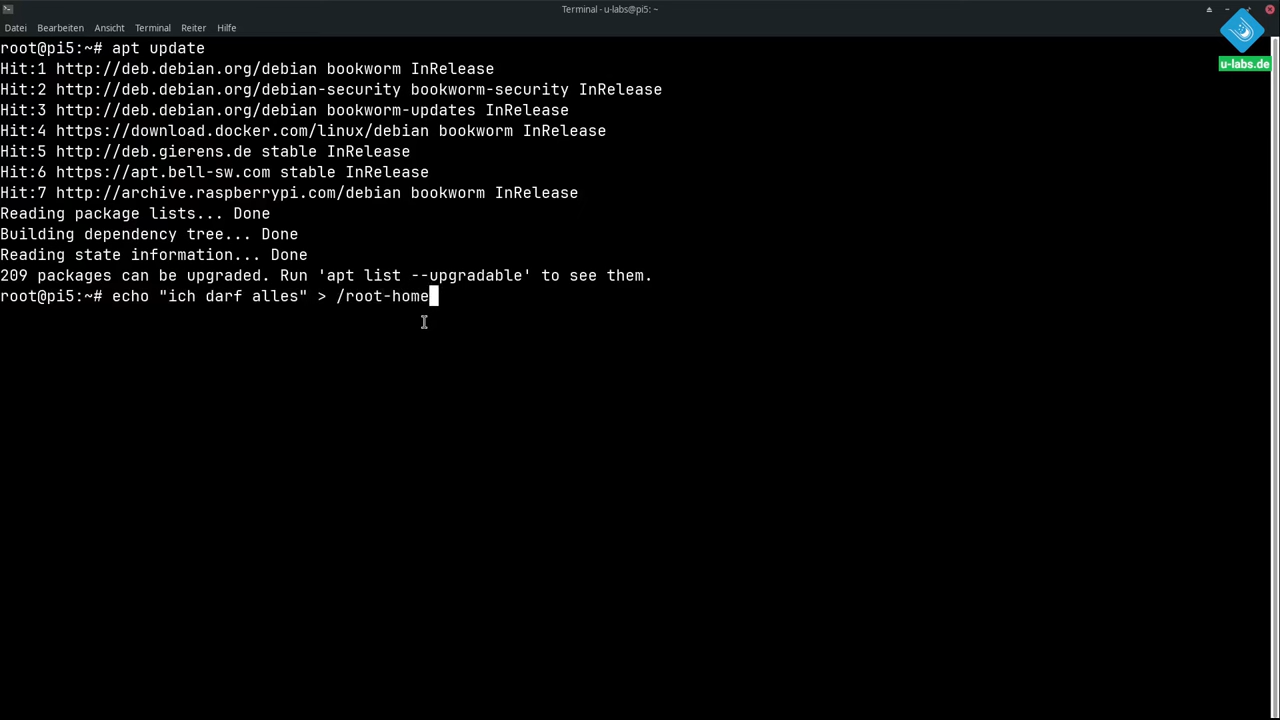 Terminal - u-labs@pi5: ~
Datei Bearbeiten Ansicht Terminal Reiter Hilfe
u-labs.de
root@pi5:~# apt update
Hit:1 http://deb.debian.org/debian bookworm InRelease
Hit:2 http://deb.debian.org/debian-security bookworm-security InRelease
Hit:3 http://deb.debian.org/debian bookworm-updates InRelease
Hit:4 https://download.docker.com/linux/debian bookworm InRelease
Hit:5 http://deb.gierens.de stable InRelease
Hit:6 https://apt.bell-sw.com stable InRelease
Hit:7 http://archive.raspberrypi.com/debian bookworm InRelease
Reading package lists... Done
Building dependency tree... Done
Reading state information... Done
209 packages can be upgraded. Run 'apt list --upgradable' to see them.
root@pi5:~# echo "ich darf alles" > /root-home